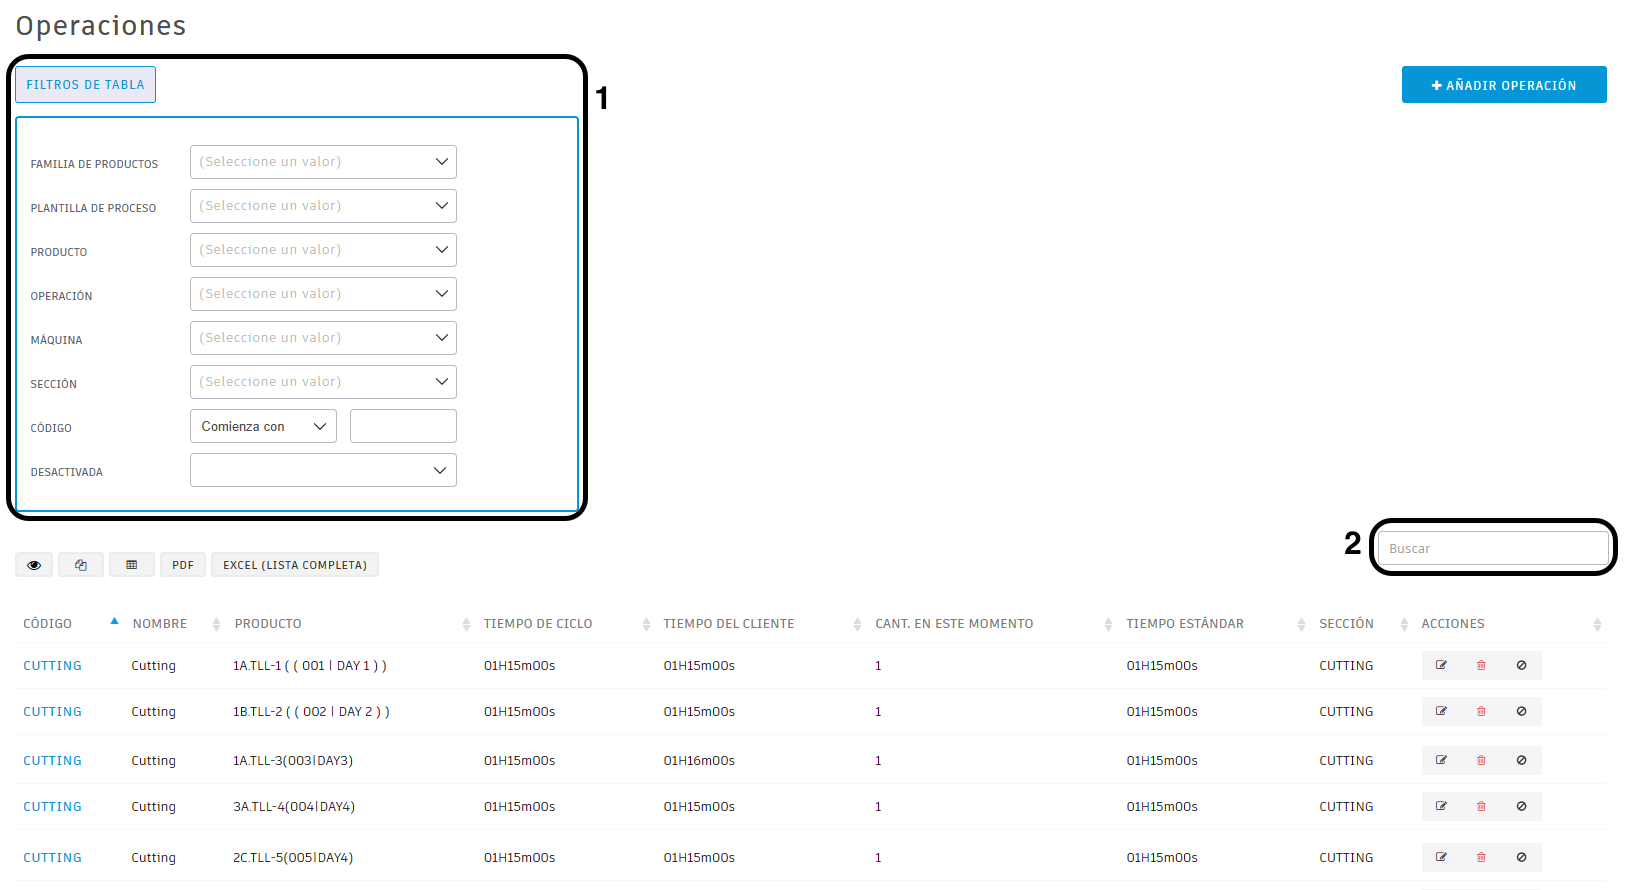 Operaciones
FILTROS DE TABLA
1
+ AÑADIR OPERACIÓN
FAMILIA DE PRODUCTOS (Seleccione un valor)
PLANTILLA DE PROCESO (Seleccione un valor)
PRODUCTO (Seleccione un valor)
OPERACIÓN (Seleccione un valor)
MÁQUINA (Seleccione un valor)
SECCIÓN (Seleccione un valor)
CÓDIGO Comienza con
DESACTIVADA
2 Buscar
PDF EXCEL (LISTA COMPLETA)
CÓDIGO NOMBRE PRODUCTO TIEMPO DE CICLO TIEMPO DEL CLIENTE CANT. EN ESTE MOMENTO TIEMPO ESTÁNDAR SECCIÓN ACCIONES
CUTTING Cutting 1A.TLL-1 ( ( 001 | DAY 1 ) ) 01H15m00s 01H15m00s 1 01H15m00s CUTTING
CUTTING Cutting 1B.TLL-2 ( ( 002 | DAY 2 ) ) 01H15m00s 01H15m00s 1 01H15m00s CUTTING
CUTTING Cutting 1A.TLL-3(003|DAY3) 01H15m00s 01H16m00s 1 01H15m00s CUTTING
CUTTING Cutting 3A.TLL-4(004|DAY4) 01H15m00s 01H15m00s 1 01H15m00s CUTTING
CUTTING Cutting 2C.TLL-5(005|DAY4) 01H15m00s 01H15m00s 1 01H15m00s CUTTING